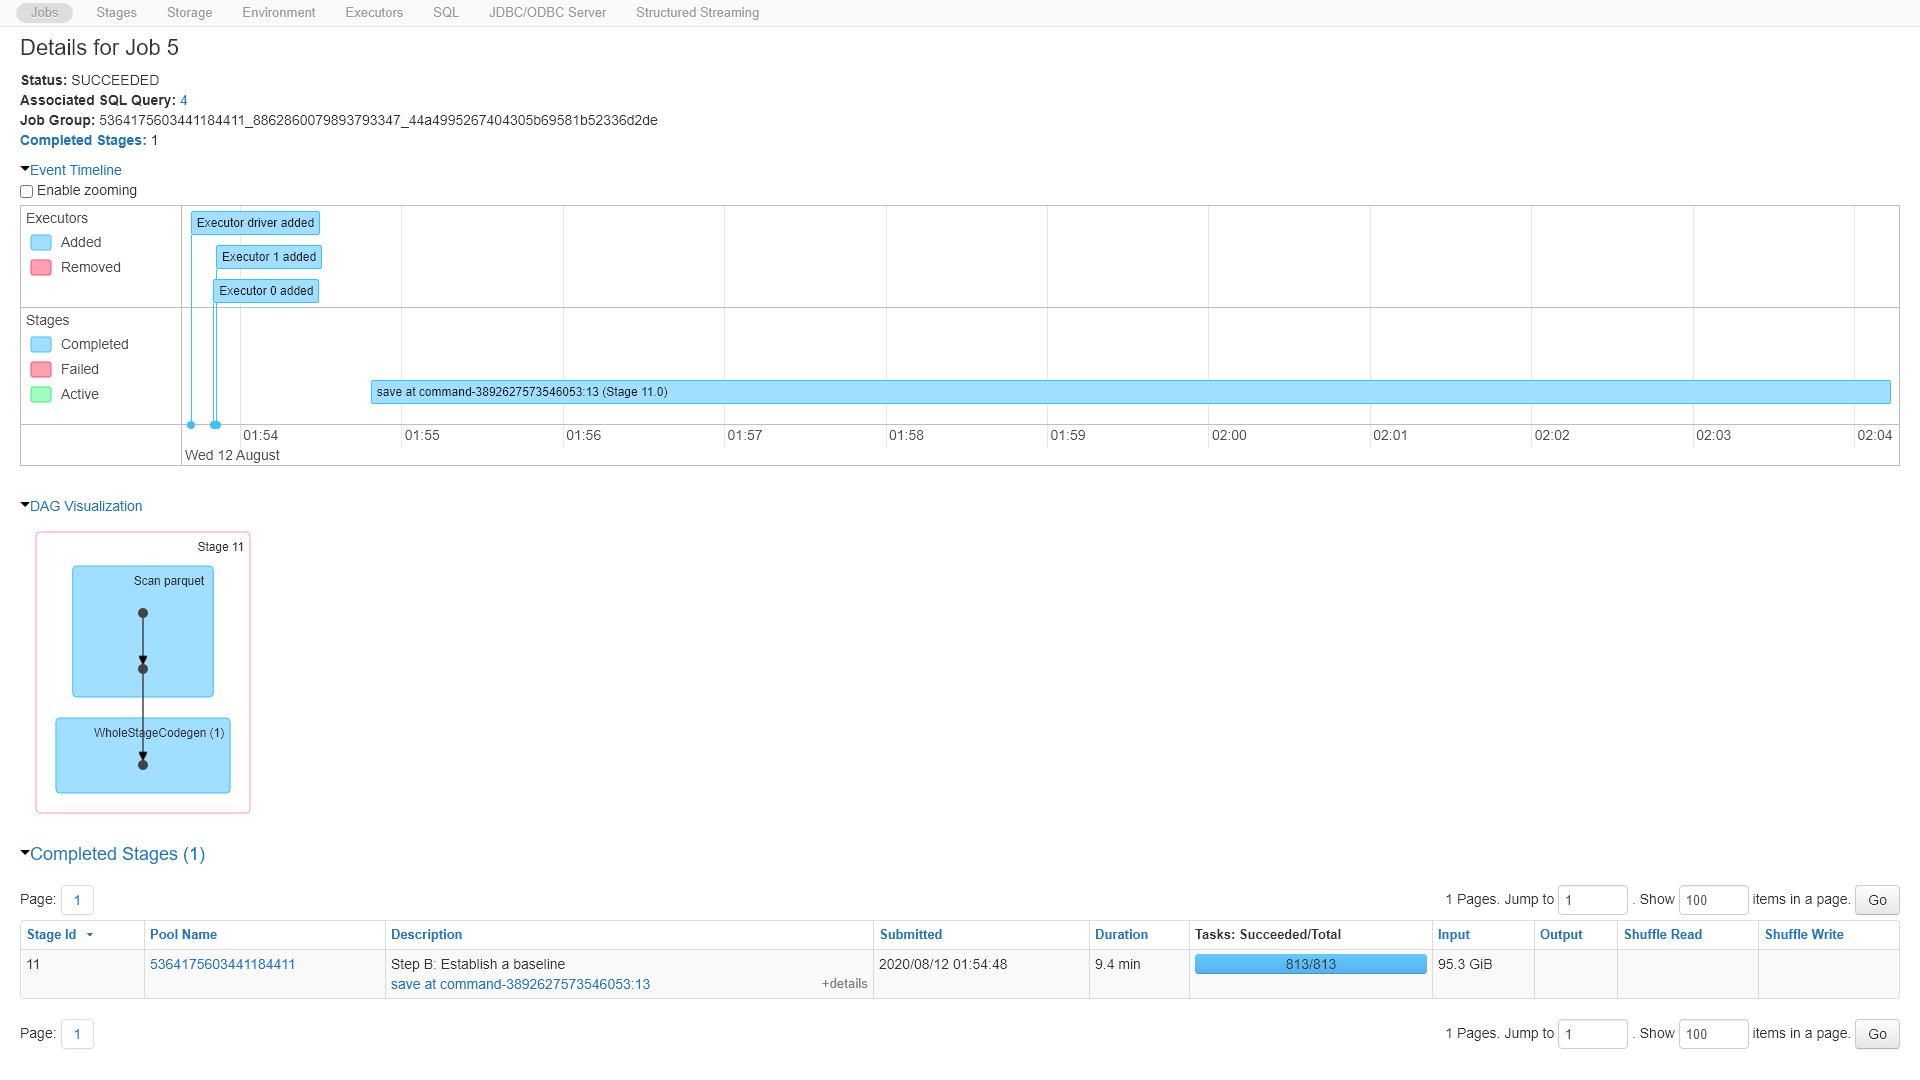 Jobs Stages Storage Environment Executors SQL JDBC/ODBC Server Structured Streaming
Details for Job 5
Status: SUCCEEDED
Associated SQL Query: 4
Job Group: 5364175603441184411_8862860079893793347_44a4995267404305b69581b52336d2de
Completed Stages: 1
Event Timeline
Enable zooming
Executors
Added
Removed
Executor driver added
Executor 1 added
Executor 0 added
Stages
Completed
Failed
Active
save at command-3892627573546053:13 (Stage 11.0)
01:54 01:55 01:56 01:57 01:58 01:59 02:00 02:01 02:02 02:03 02:04
Wed 12 August
DAG Visualization
Stage 11
Scan parquet
WholeStageCodegen (1)
Completed Stages (1)
Page: 1 1 Pages. Jump to 1 . Show 100 items in a page. Go
Stage Id Pool Name Description Submitted Duration Tasks: Succeeded/Total Input Output Shuffle Read Shuffle Write
11 5364175603441184411 Step B: Establish a baseline 2020/08/12 01:54:48 9.4 min 813/813 95.3 GiB
save at command-3892627573546053:13 +details
Page: 1 1 Pages. Jump to 1 . Show 100 items in a page. Go